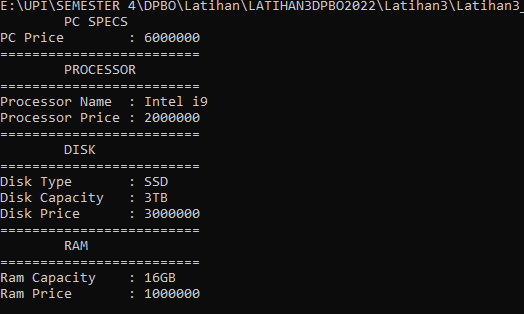 E:\UPI\SEMESTER 4\DPBO\Latihan\LATIHAN3DPBO2022\Latihan3\Latihan3_
        PC SPECS
PC Price        : 6000000
=========================
        PROCESSOR
=========================
Processor Name  : Intel i9
Processor Price : 2000000
=========================
        DISK
=========================
Disk Type       : SSD
Disk Capacity   : 3TB
Disk Price      : 3000000
=========================
        RAM
=========================
Ram Capacity    : 16GB
Ram Price       : 1000000